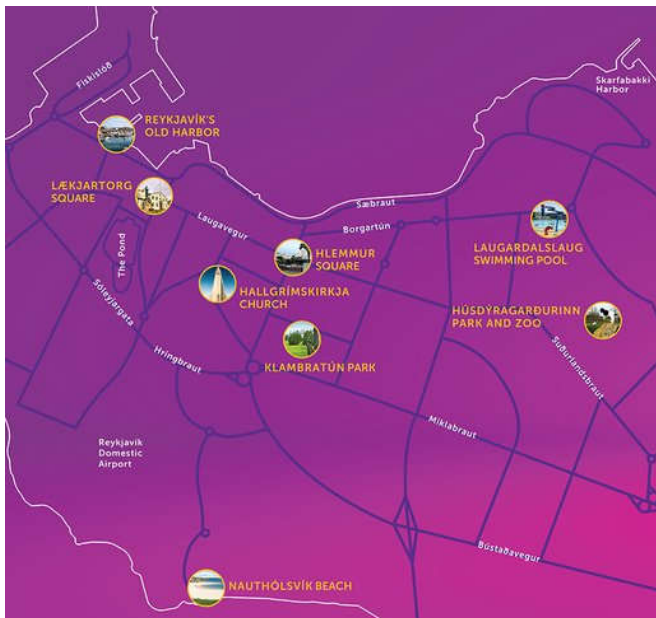 Fiskislóð
Skarfabakki
Harbor
REYKJAVÍK'S
OLD HARBOR
LÆKJARTORG
SQUARE
Sæbraut
Laugavegur
Borgartún
The Pond
HLEMMUR
SQUARE
LAUGARDALSLAUG
SWIMMING POOL
HALLGRÍMSKIRKJA
CHURCH
Sóleyjargata
HÚSDÝRAGARÐURINN
PARK AND ZOO
Hringbraut
KLAMBRATÚN PARK
Suðurlandsbraut
Miklabraut
Reykjavík
Domestic
Airport
Bústaðavegur
NAUTHÓLSVÍK BEACH